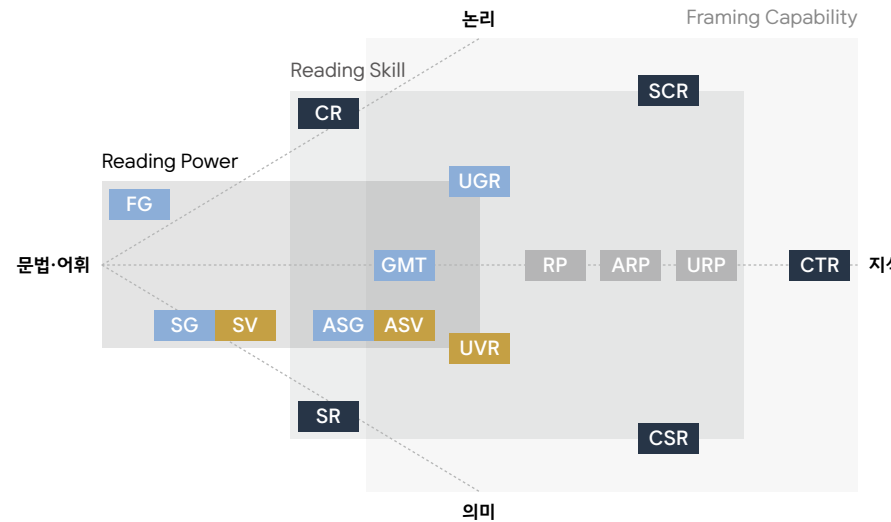 논리
Framing Capability
Reading Skill
SCR
CR
Reading Power
UGR
FG
문법·어휘
GMT
RP
ARP
URP
CTR
SG
SV
ASG
ASV
UVR
SR
CSR
의미